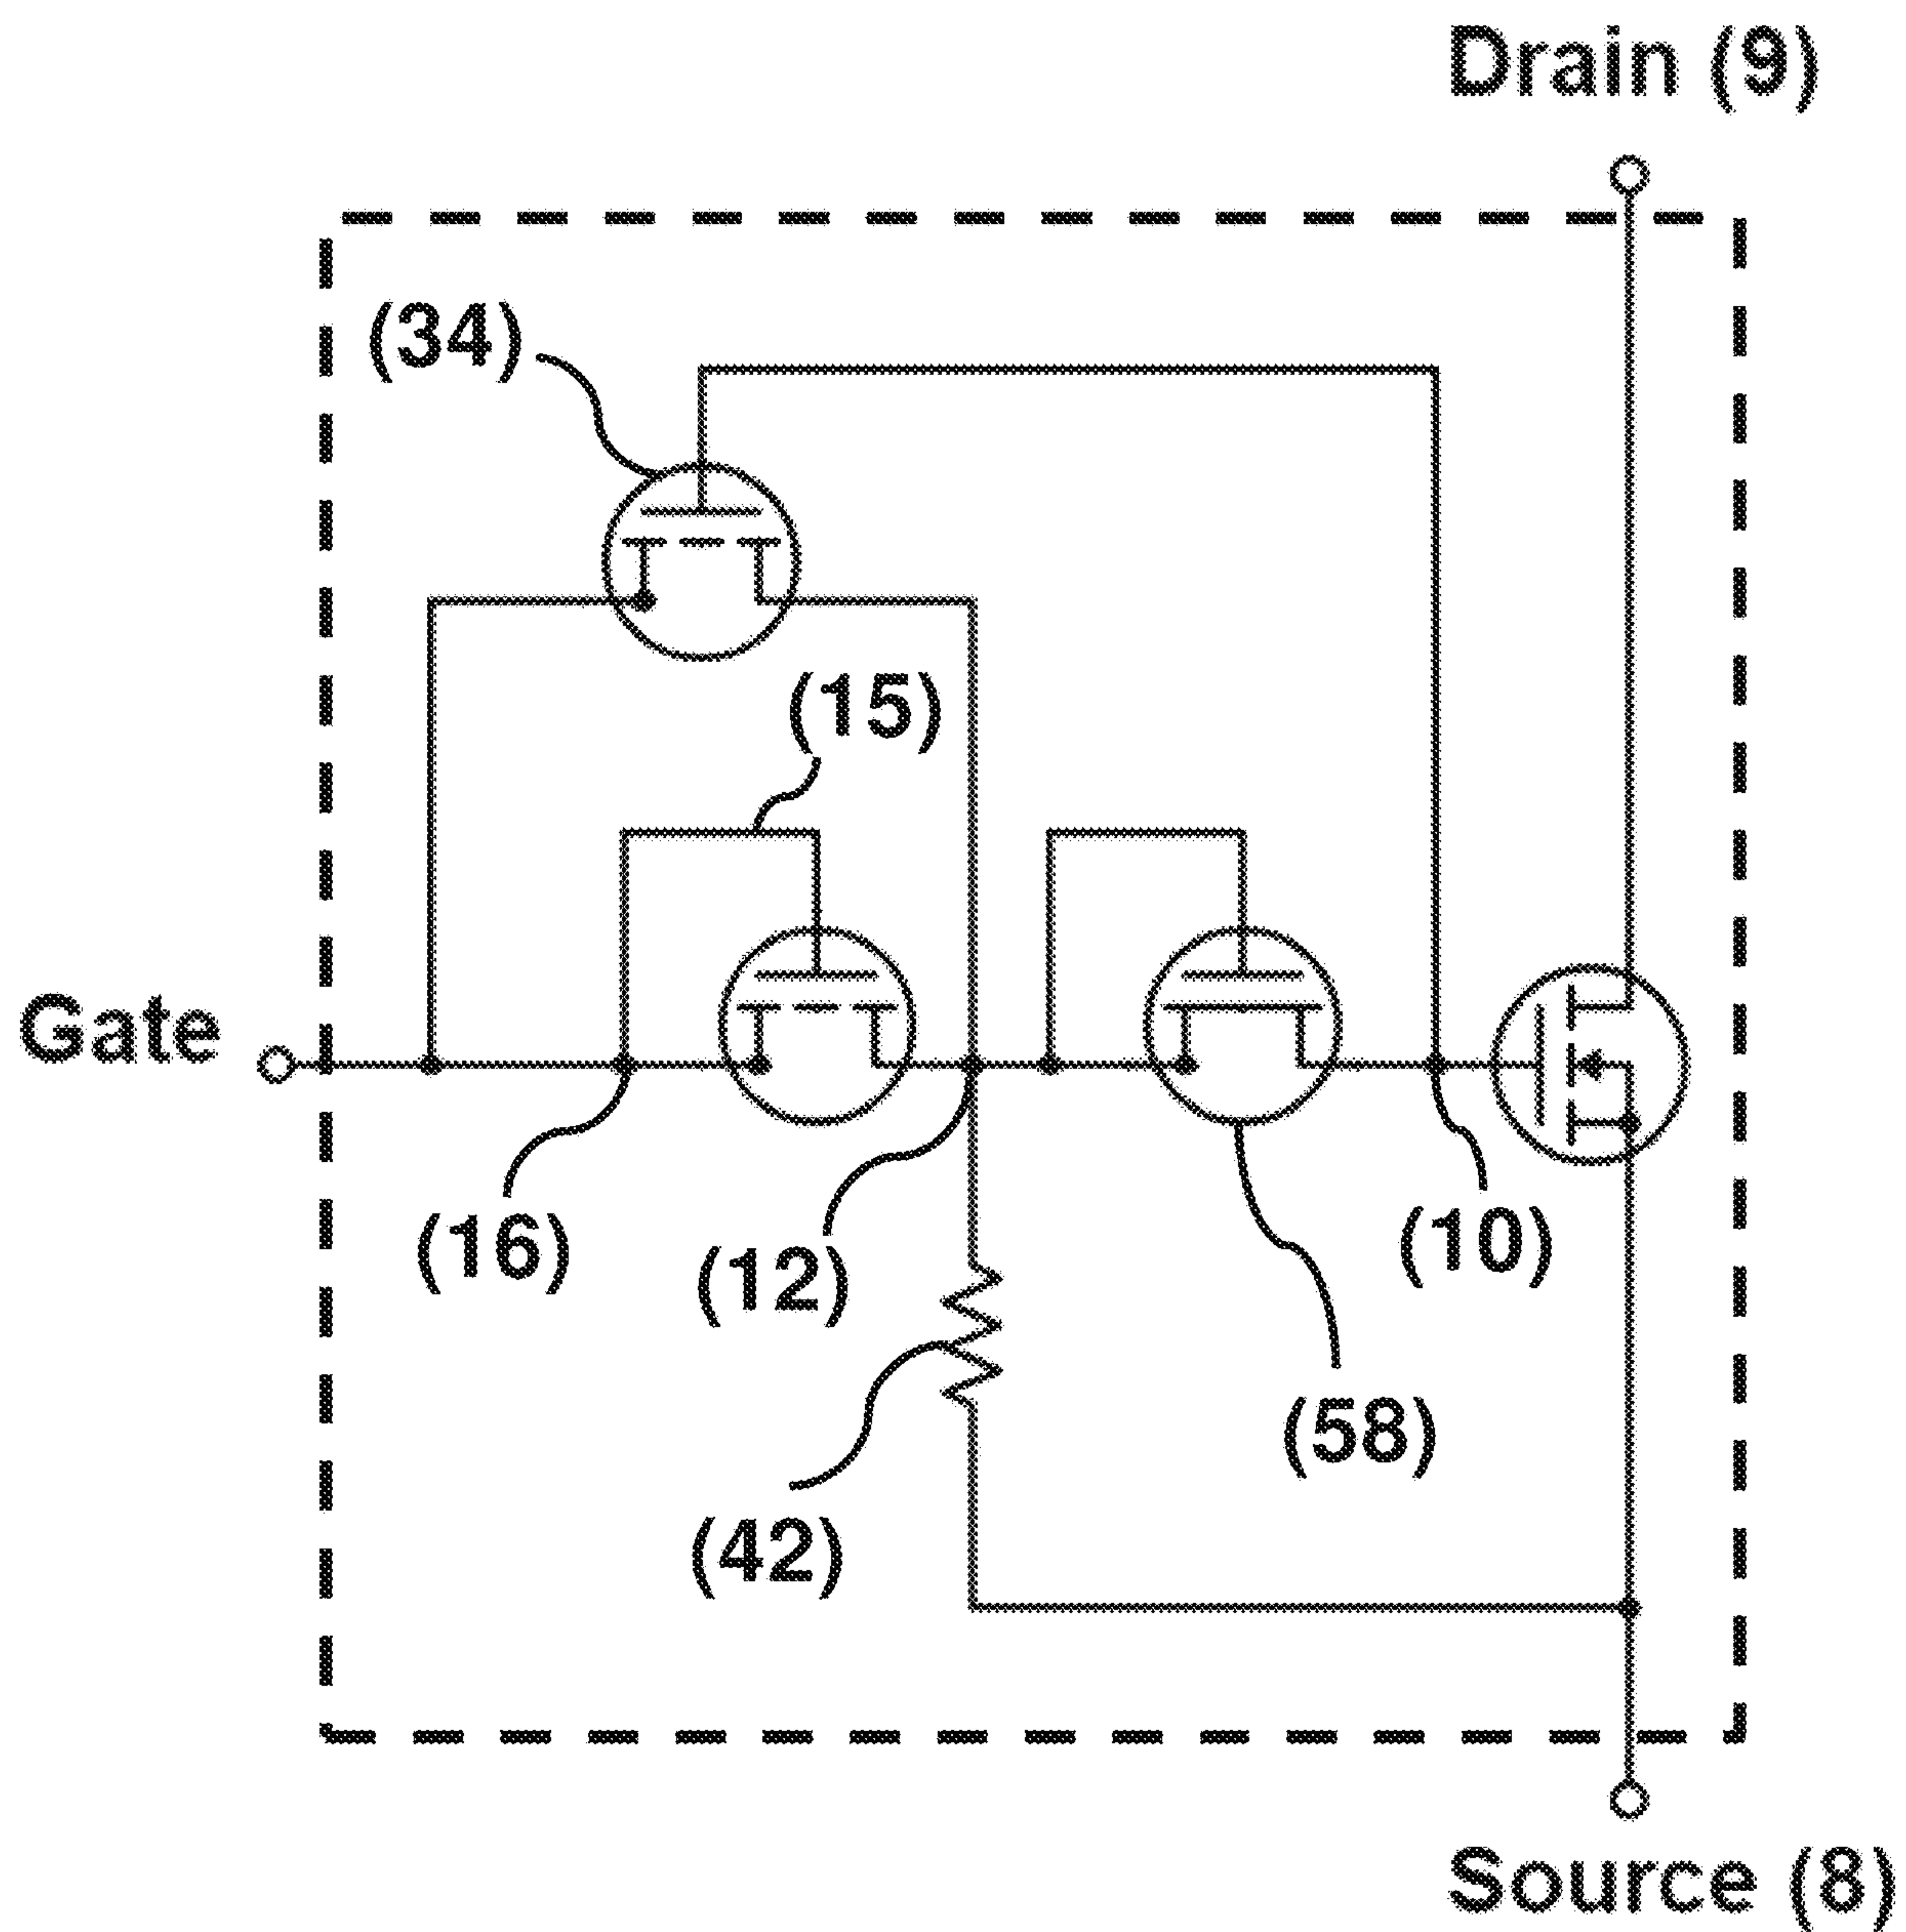 Drain (9)
(34)
(15)
Gate
(16)
(12)
(10)
(58)
(42)
Source (8)